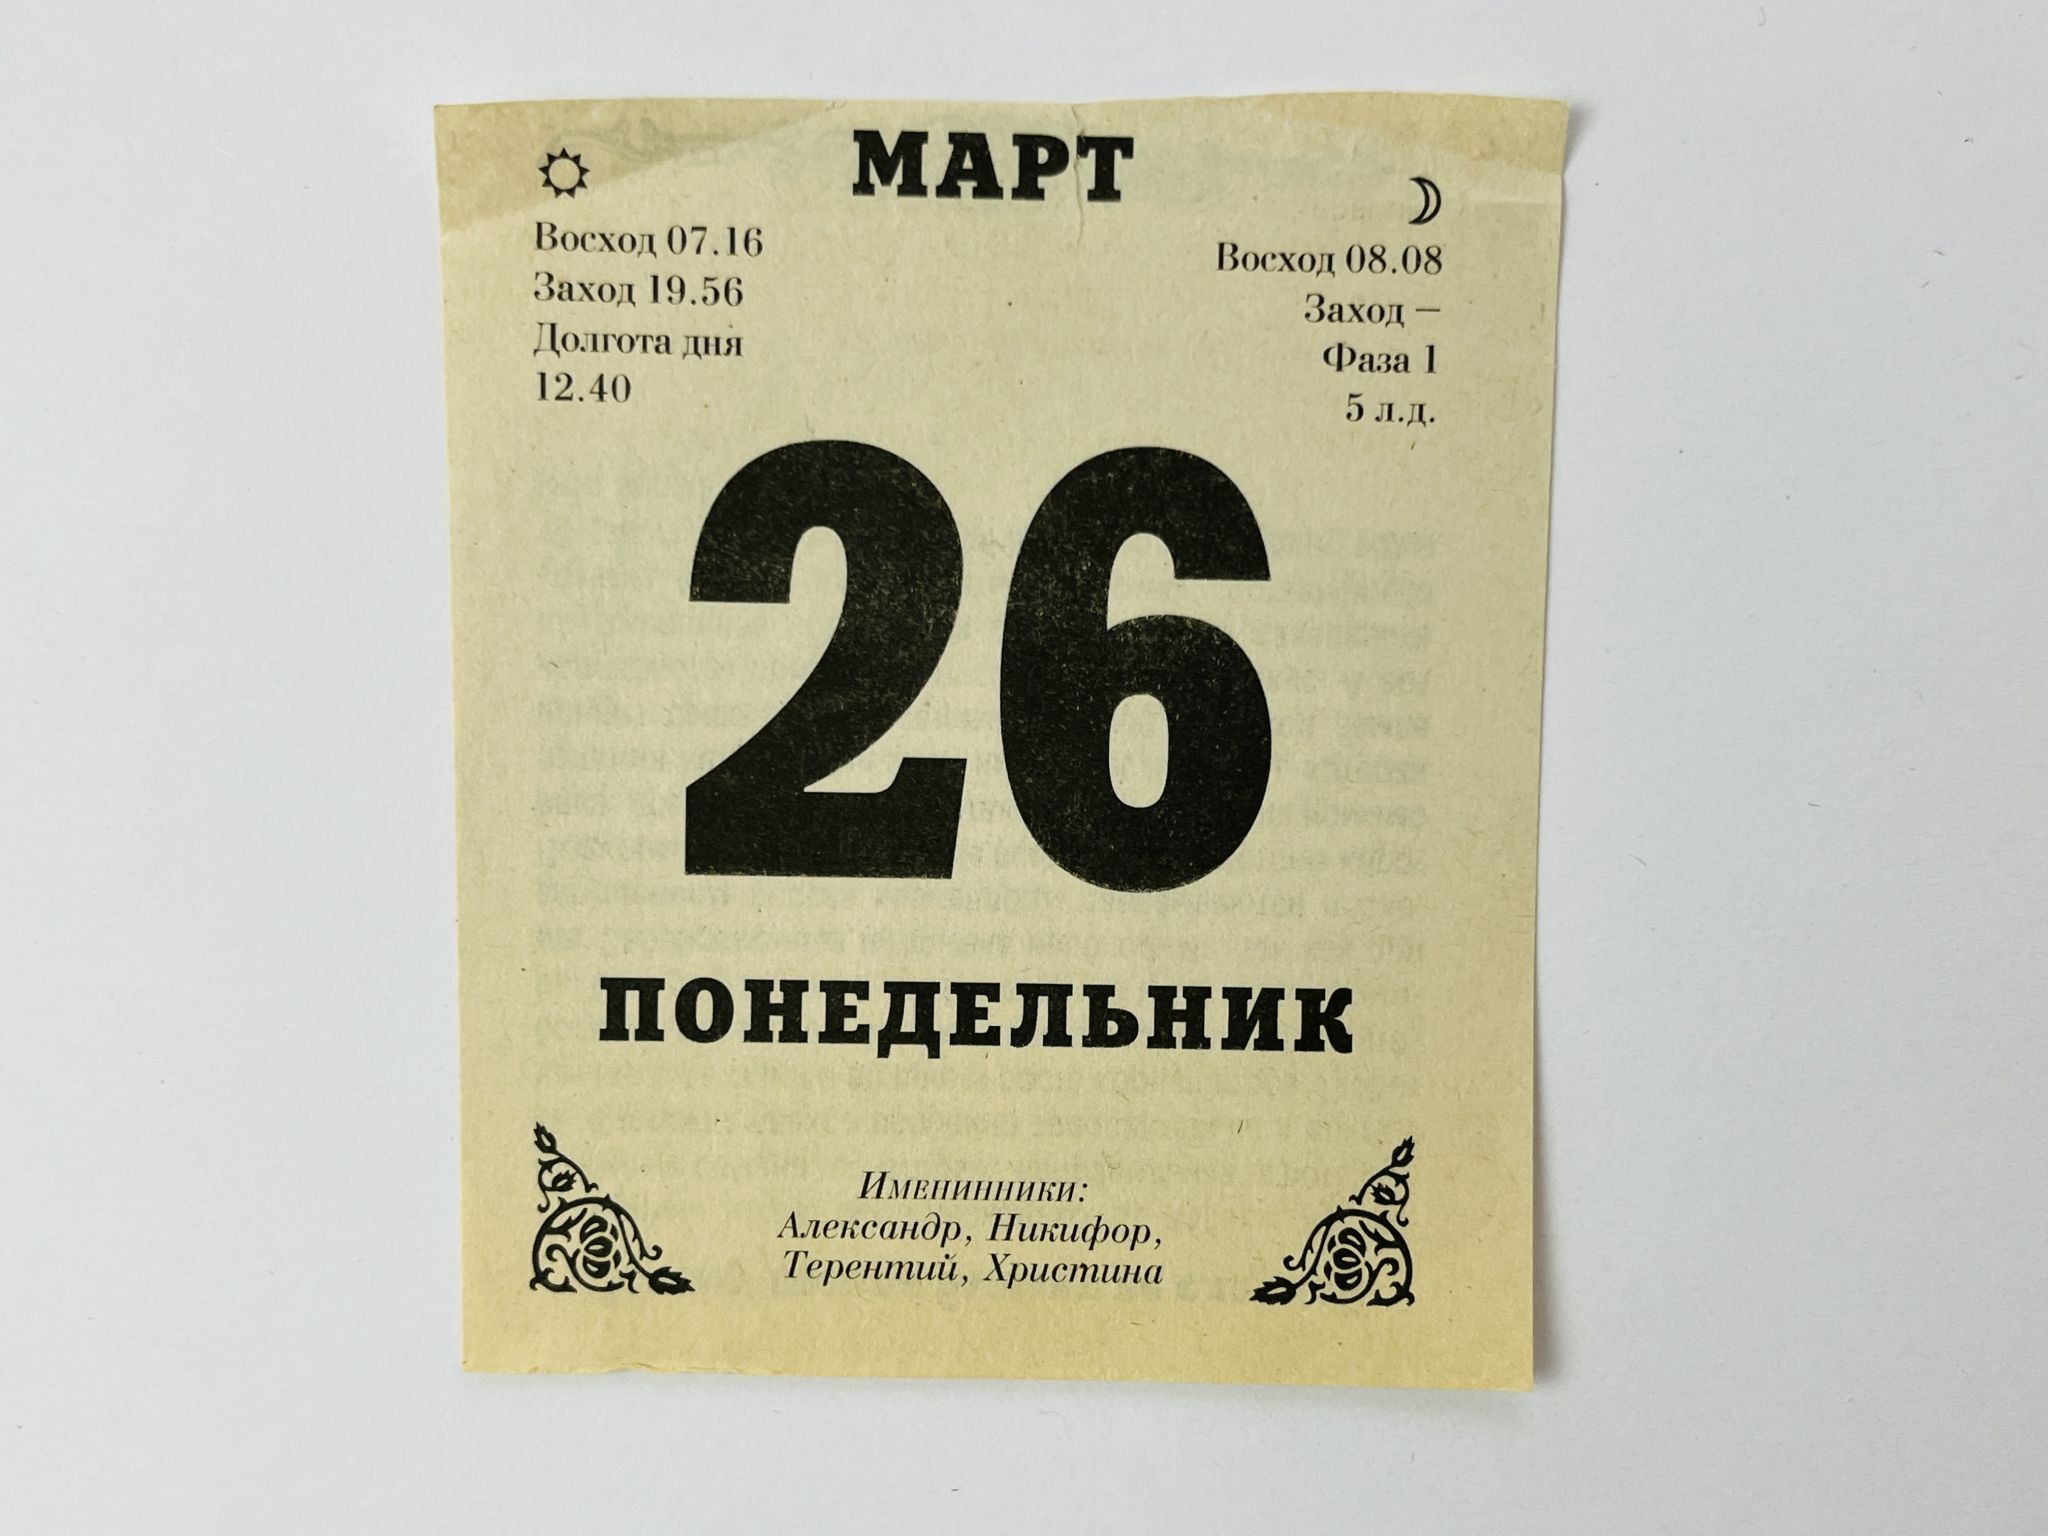 МАРТ
Восход 07.16
Заход 19.56
Долгота дня
12.40
Восход 08.08
Заход —
Фаза 1
5 л.д.
26
ПОНЕДЕЛЬНИК
Именинники:
Александр, Никифор,
Терентий, Христина